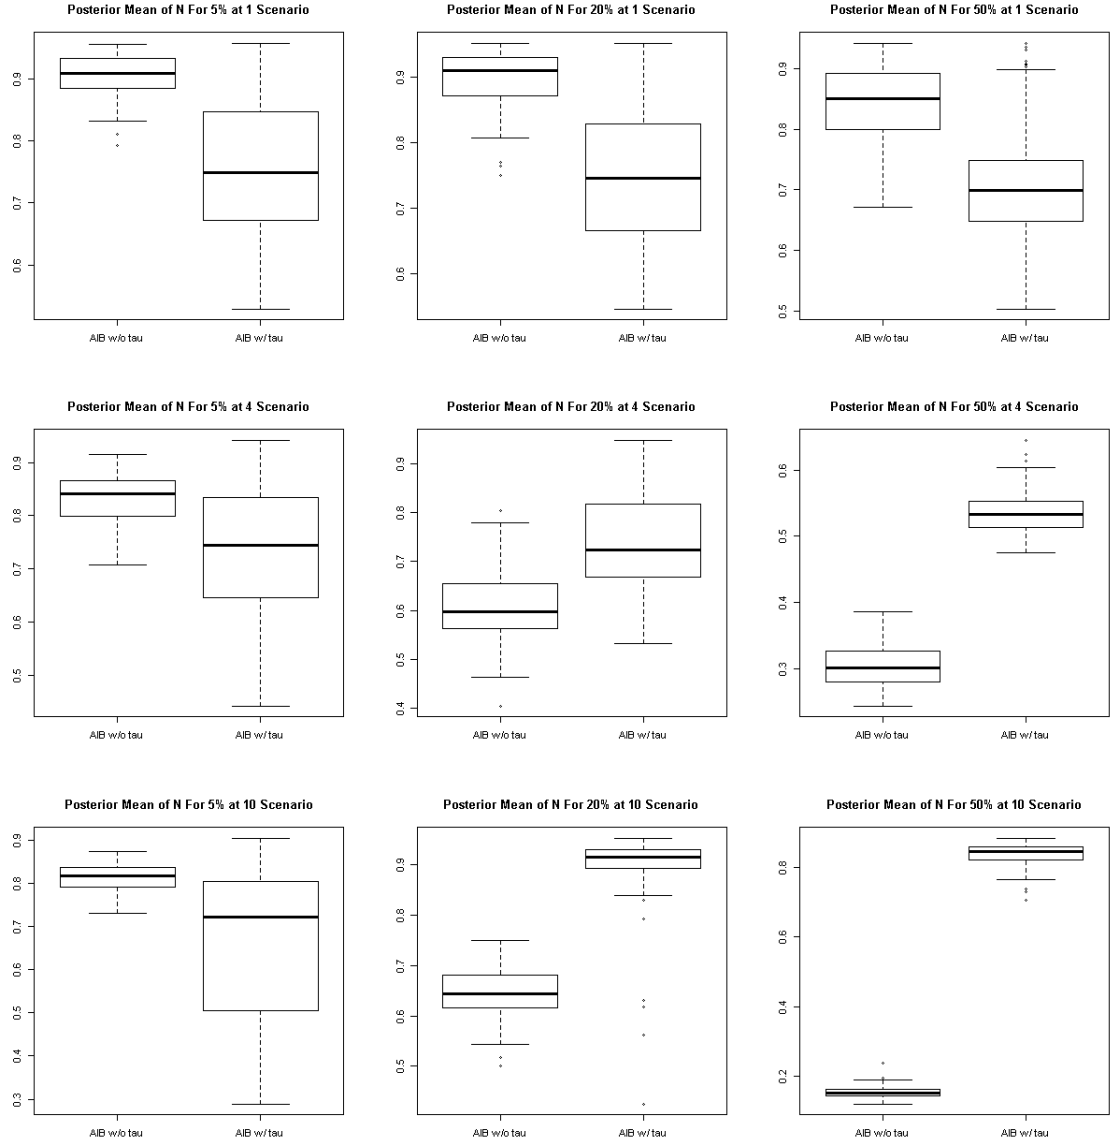 Posterior Mean of N For 5% at 1 Scenario
0.9
0.8
0.7
0.6
AIB w/o tau
AIB w/ tau
Posterior Mean of N For 20% at 1 Scenario
0.9
0.8
0.7
0.6
AIB w/o tau
AIB w/ tau
Posterior Mean of N For 50% at 1 Scenario
0.9
0.8
0.7
0.6
0.5
AIB w/o tau
AIB w/ tau
Posterior Mean of N For 5% at 4 Scenario
0.9
0.8
0.7
0.5
AIB w/o tau
AIB w/ tau
Posterior Mean of N For 20% at 4 Scenario
0.9
0.8
0.7
0.6
0.5
0.4
AIB w/o tau
AIB w/ tau
Posterior Mean of N For 50% at 4 Scenario
0.6
0.5
0.3
AIB w/o tau
AIB w/ tau
Posterior Mean of N For 5% at 10 Scenario
0.9
0.8
0.7
0.5
0.4
0.3
AIB w/o tau
AIB w/ tau
Posterior Mean of N For 20% at 10 Scenario
0.9
0.8
0.7
0.6
0.5
AIB w/o tau
AIB w/ tau
Posterior Mean of N For 50% at 10 Scenario
0.8
0.6
0.4
0.2
AIB w/o tau
AIB w/ tau